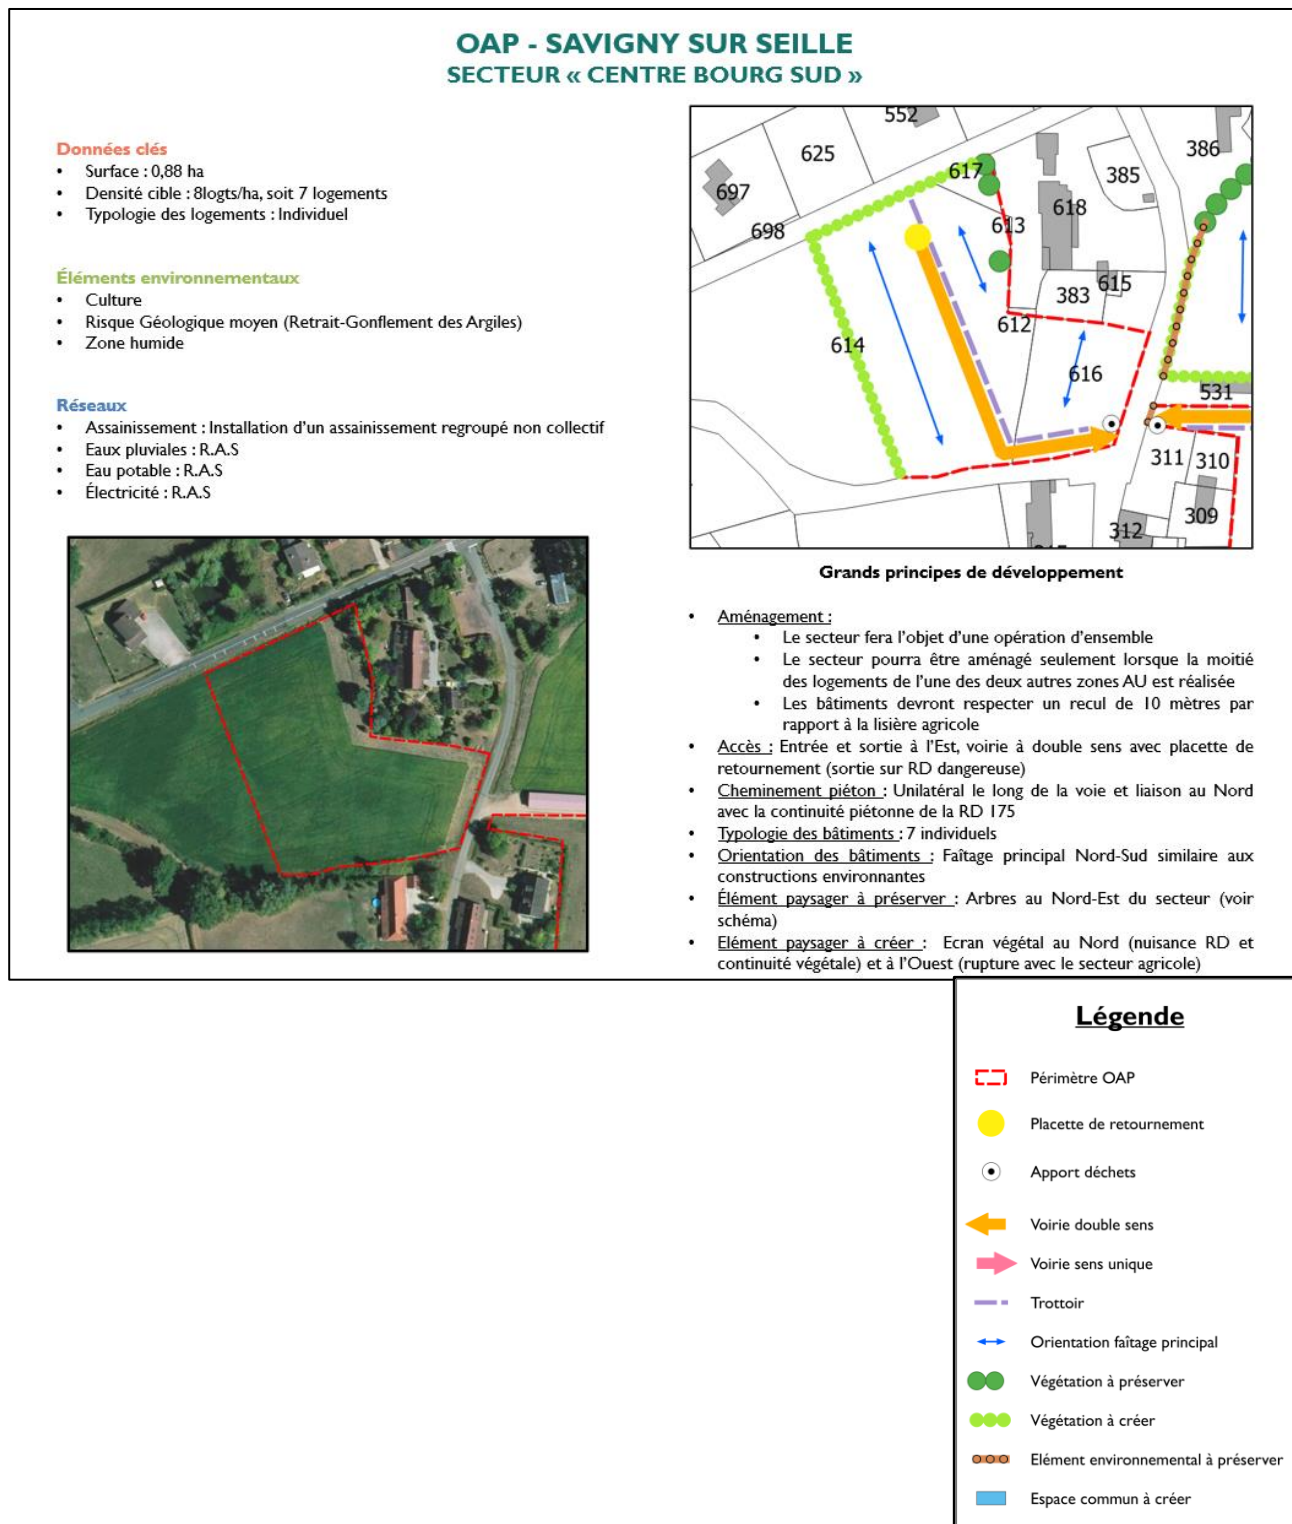 OAP - SAVIGNY SUR SEILLE
SECTEUR « CENTRE BOURG SUD »
Données clés
• Surface : 0,88 ha
• Densité cible : 8logts/ha, soit 7 logements
• Typologie des logements : Individuel
Éléments environnementaux
• Culture
• Risque Géologique moyen (Retrait-Gonflement des Argiles)
• Zone humide
Réseaux
• Assainissement : Installation d'un assainissement regroupé non collectif
• Eaux pluviales : R.A.S
• Eau potable : R.A.S
• Électricité : R.A.S
552
625
697
698
617
613
618
385
386
615
383
612
614
616
531
311
310
309
312
Grands principes de développement
• Aménagement :
• Le secteur fera l'objet d'une opération d'ensemble
• Le secteur pourra être aménagé seulement lorsque la moitié
des logements de l'une des deux autres zones AU est réalisée
• Les bâtiments devront respecter un recul de 10 mètres par
rapport à la lisière agricole
• Accès : Entrée et sortie à l'Est, voirie à double sens avec placette de
retournement (sortie sur RD dangereuse)
• Cheminement piéton : Unilatéral le long de la voie et liaison au Nord
avec la continuité piétonne de la RD 175
• Typologie des bâtiments : 7 individuels
• Orientation des bâtiments : Faîtage principal Nord-Sud similaire aux
constructions environnantes
• Élément paysager à préserver : Arbres au Nord-Est du secteur (voir
schéma)
• Elément paysager à créer : Ecran végétal au Nord (nuisance RD et
continuité végétale) et à l'Ouest (rupture avec le secteur agricole)
Légende
Périmètre OAP
Placette de retournement
Apport déchets
Voirie double sens
Voirie sens unique
Trottoir
Orientation faîtage principal
Végétation à préserver
Végétation à créer
Elément environnemental à préserver
Espace commun à créer